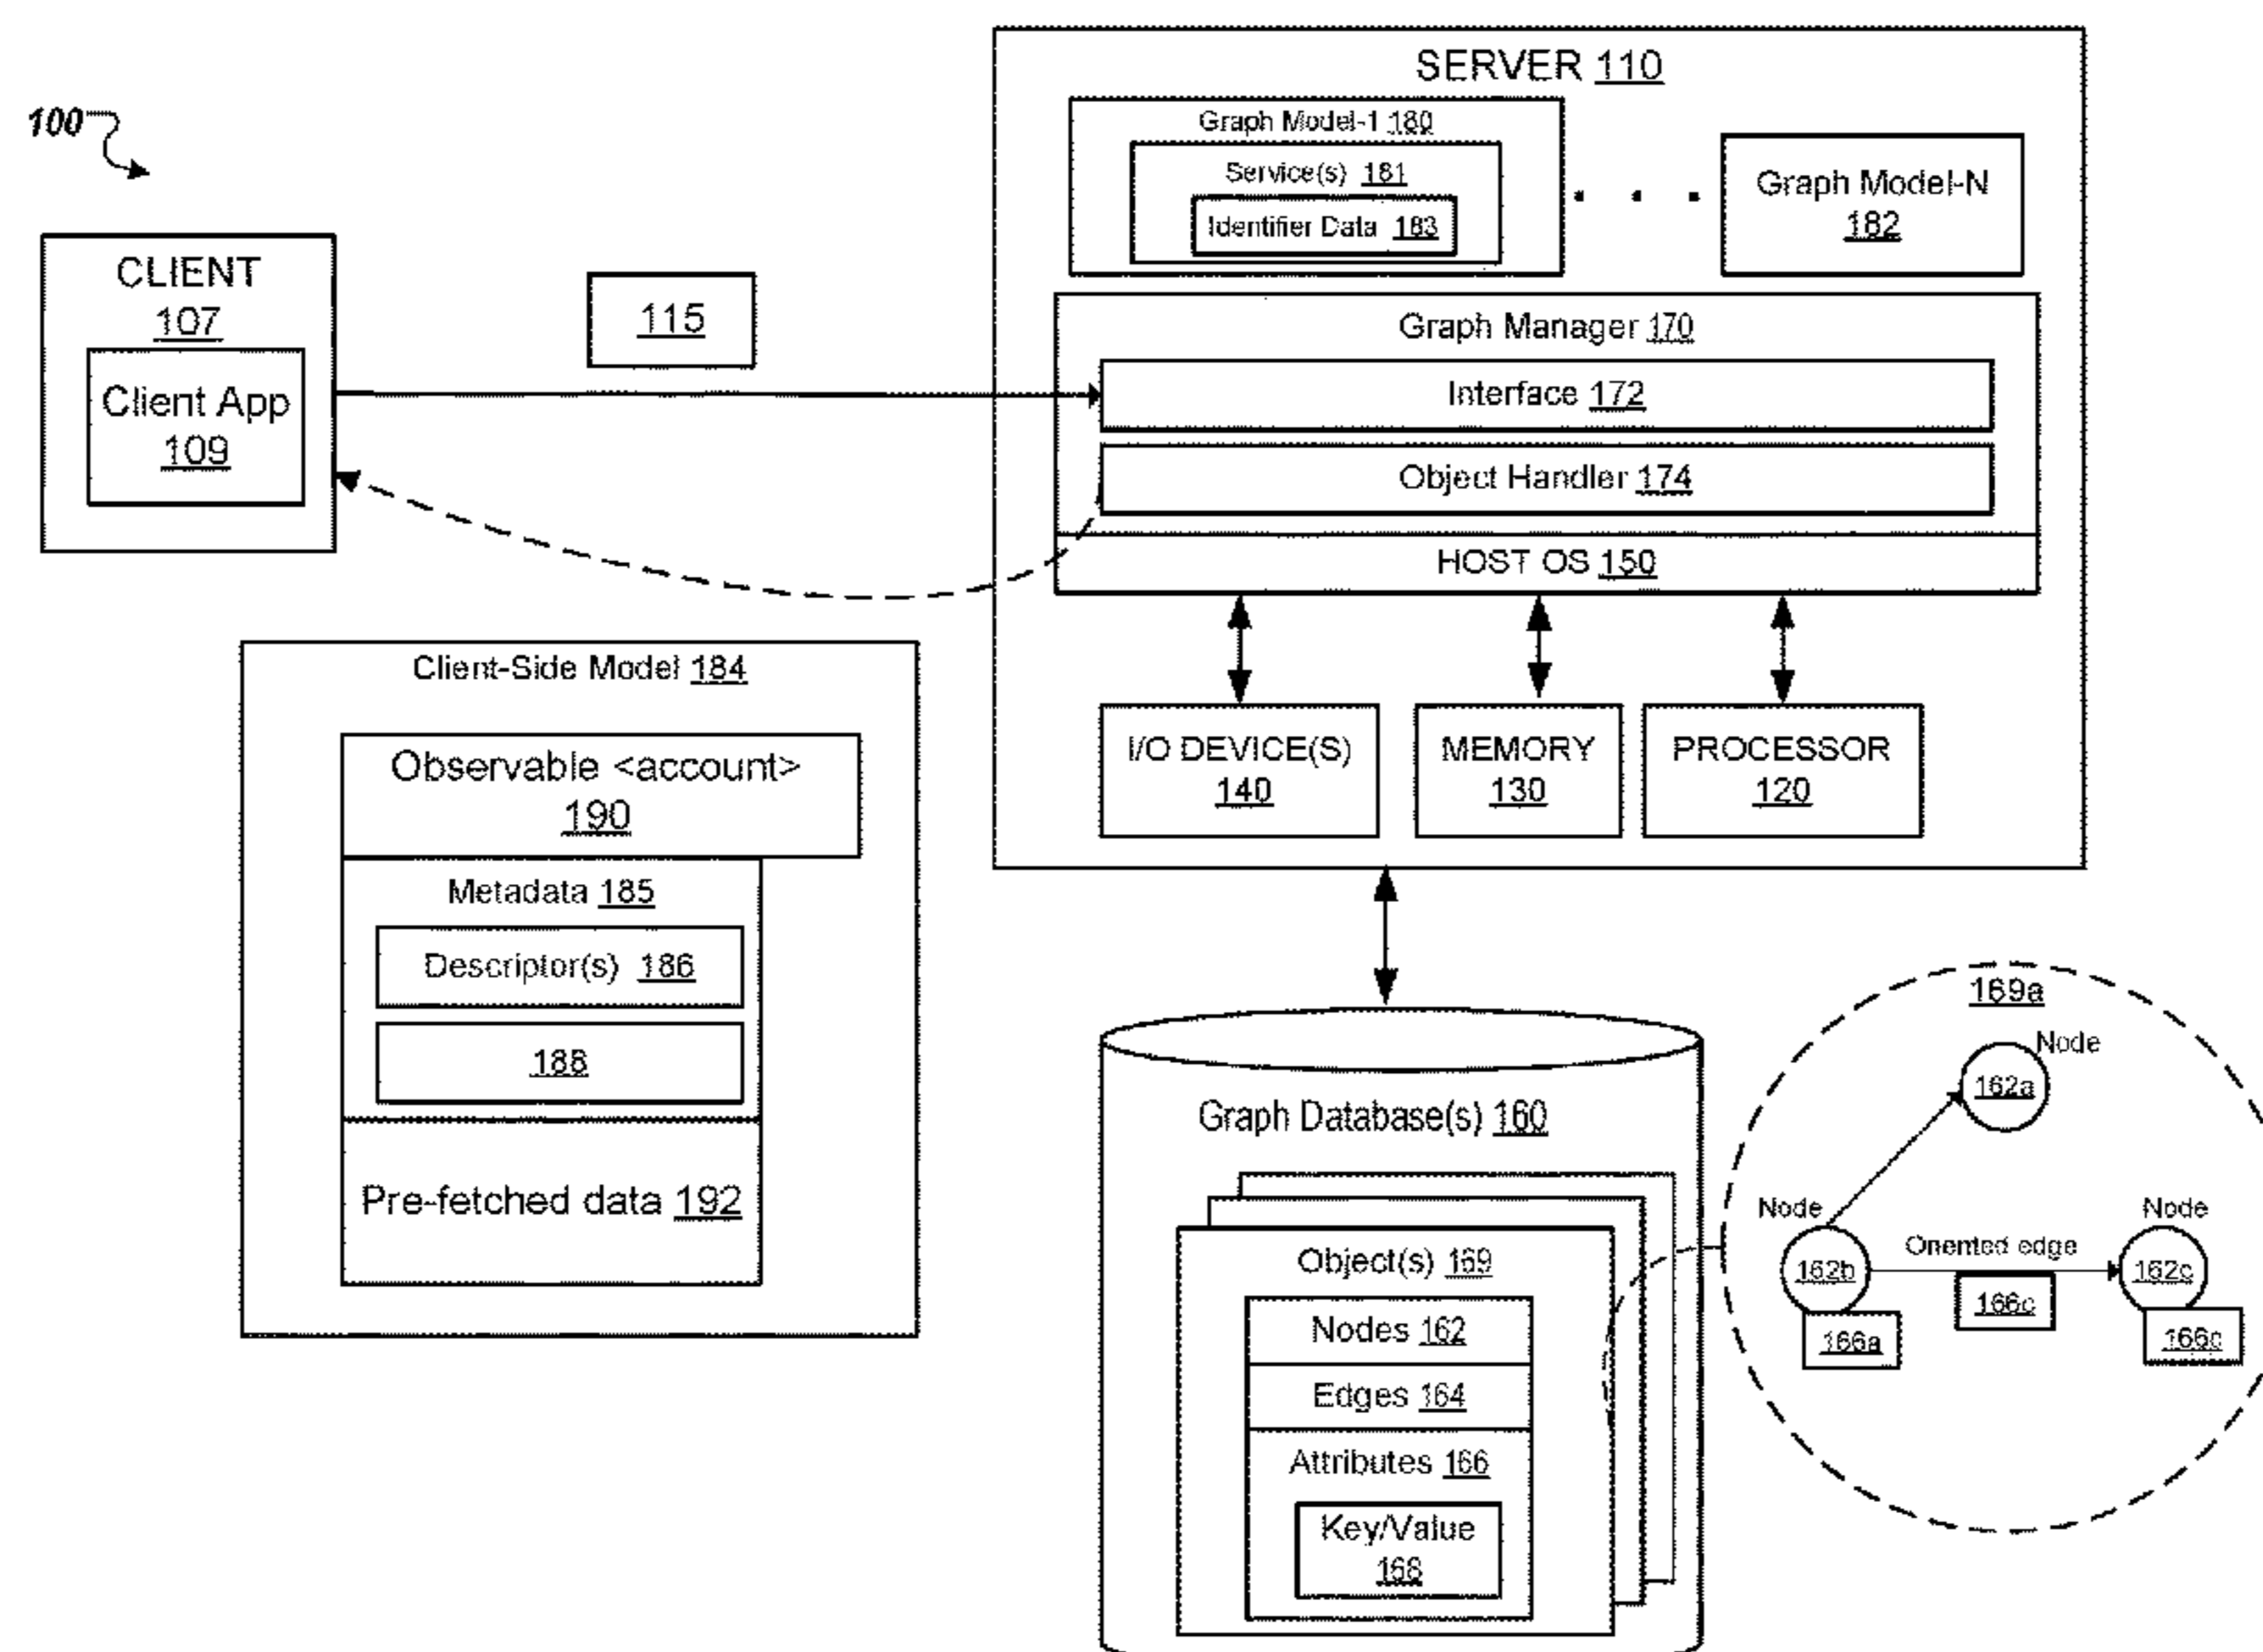 100
SERVER 110
Graph Model-1 180
Service(s) 181
Identifier Data 183
. . .
Graph Model-N
182
CLIENT
107
Client App
109
115
Graph Manager 170
Interface 172
Object Handler 174
HOST OS 150
I/O DEVICE(S)
140
MEMORY
130
PROCESSOR
120
Client-Side Model 184
Observable <account>
190
Metadata 185
Descriptor(s) 186
188
Pre-fetched data 192
Graph Database(s) 160
Object(s) 169
Nodes 162
Edges 164
Attributes 166
Key/Value
168
169a
Node
162a
Node
162b
166a
Oriented edge
166c
Node
162c